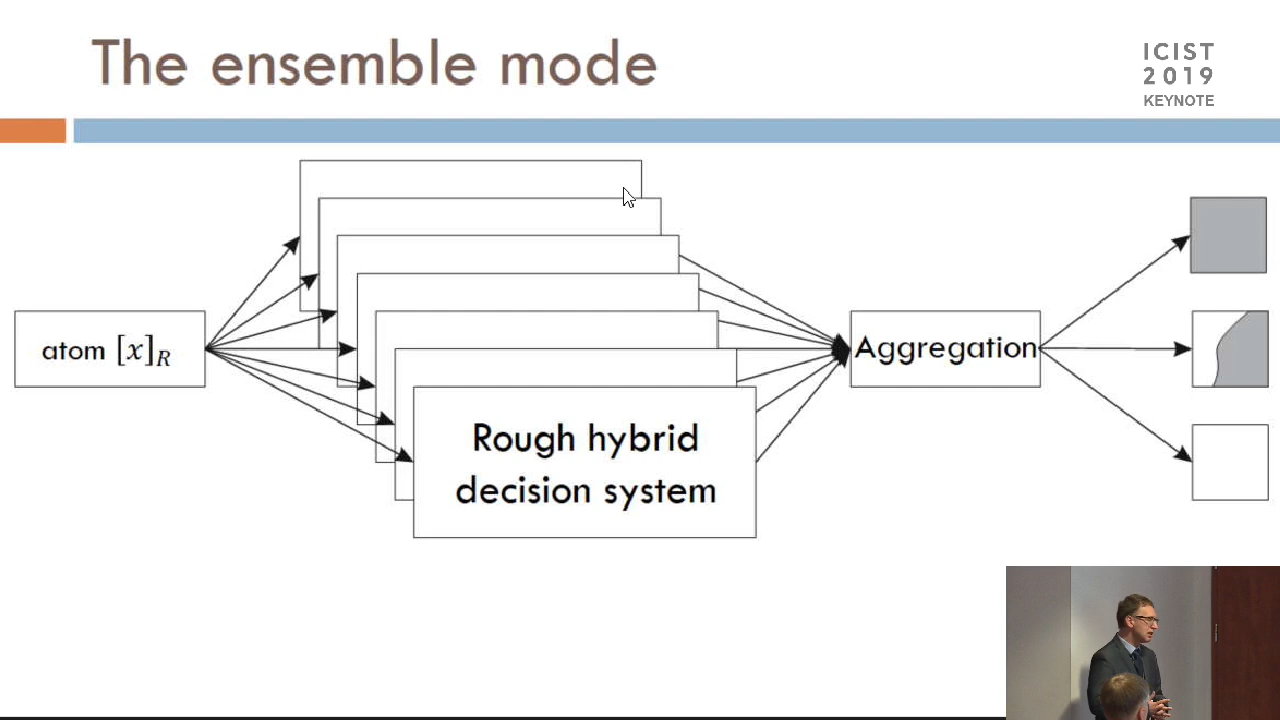 The ensemble mode
ICIST
2019
KEYNOTE
atom [x]_R
Aggregation
Rough hybrid
decision system